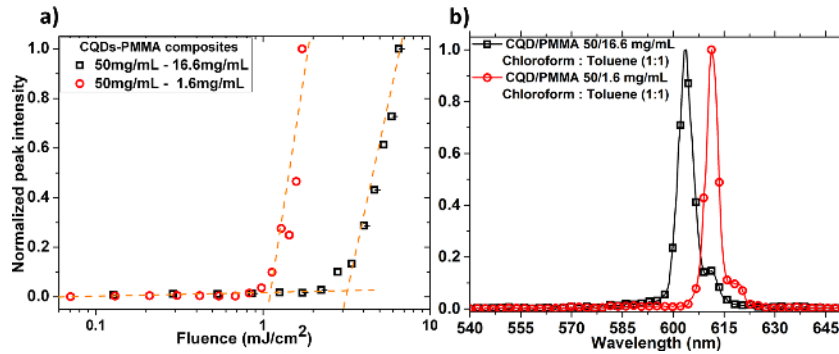 a)
CQDs-PMMA composites
50mg/mL - 16.6mg/mL
50mg/mL - 1.6mg/mL
Normalized peak intensity
1.0
0.8
0.6
0.4
0.2
0.0
0.1
1
10
Fluence (mJ/cm²)
b)
CQD/PMMA 50/16.6 mg/mL
Chloroform : Toluene (1:1)
CQD/PMMA 50/1.6 mg/mL
Chloroform : Toluene (1:1)
1.0
0.8
0.6
0.4
0.2
0.0
540 555 570 585 600 615 630 645
Wavelength (nm)